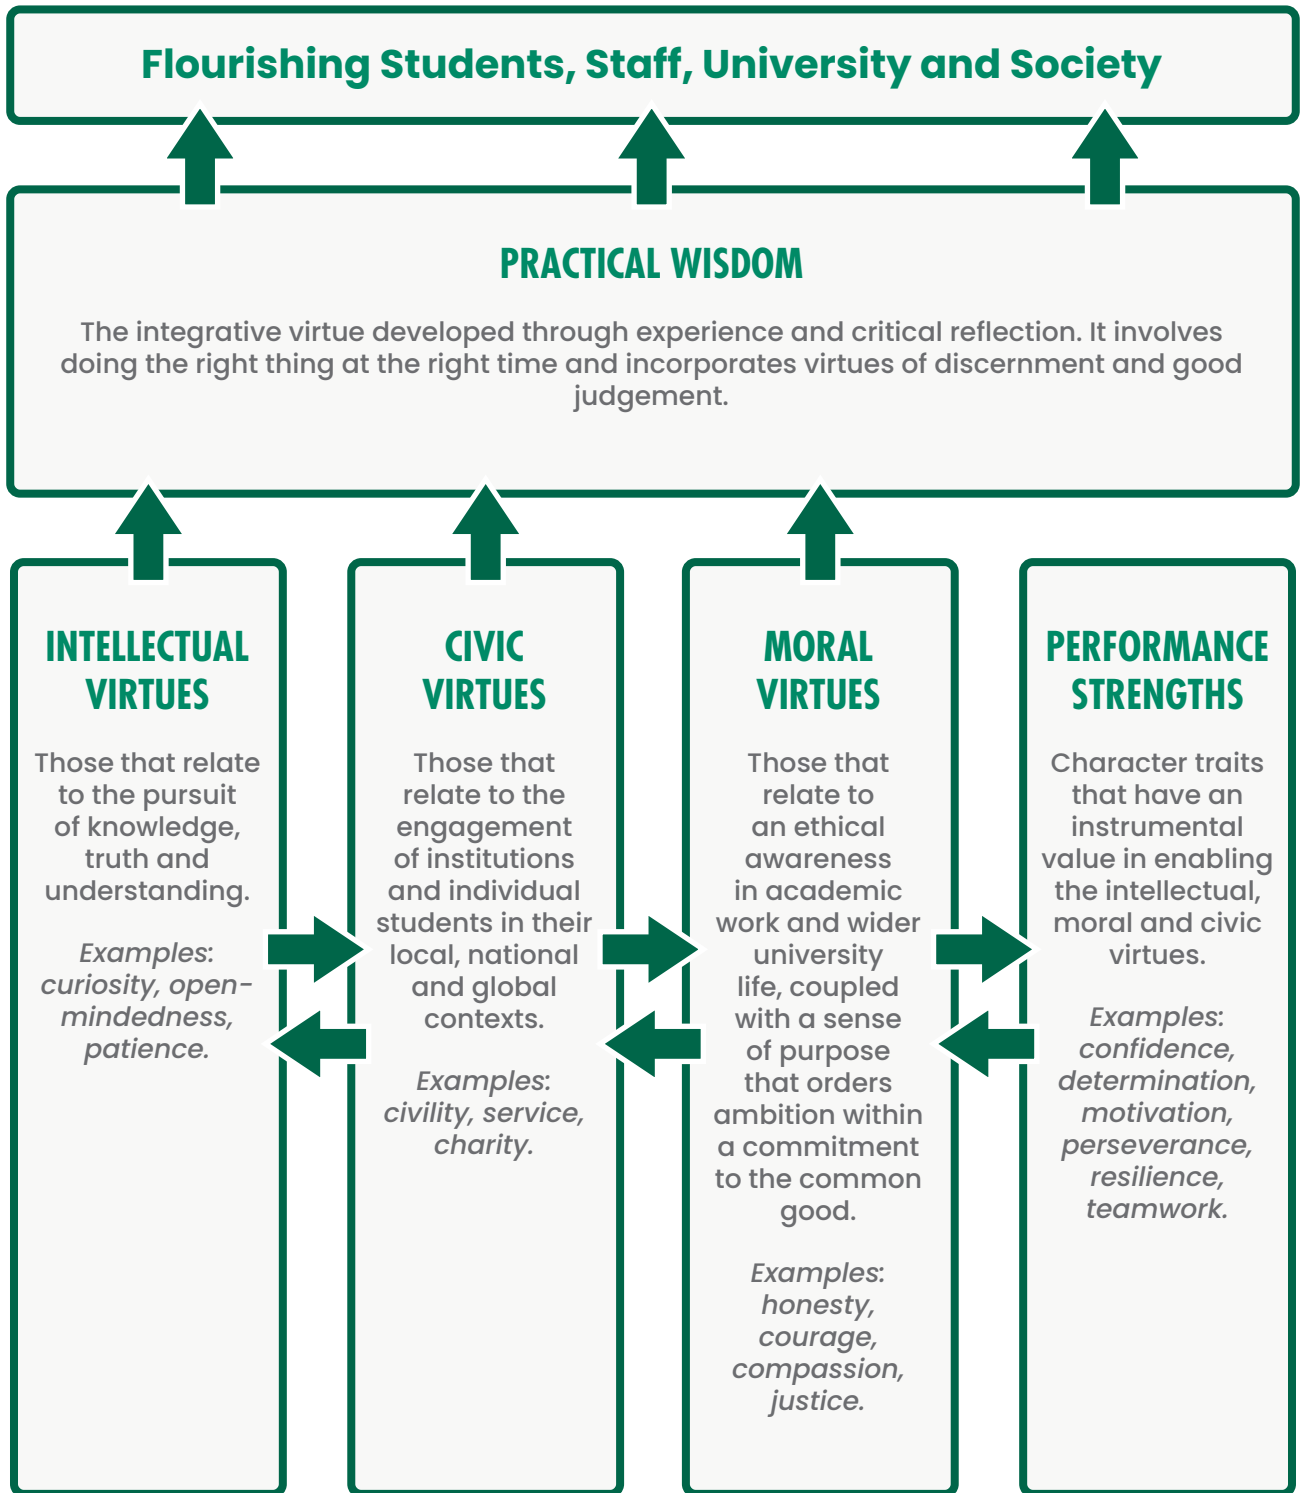 Flourishing Students, Staff, University and Society
PRACTICAL WISDOM
The integrative virtue developed through experience and critical reflection. It involves
doing the right thing at the right time and incorporates virtues of discernment and good
judgement.
INTELLECTUAL
VIRTUES
Those that relate
to the pursuit
of knowledge,
truth and
understanding.
Examples:
curiosity, open-
mindedness,
patience.
CIVIC
VIRTUES
Those that
relate to the
engagement
of institutions
and individual
students in their
local, national
and global
contexts.
Examples:
civility, service,
charity.
MORAL
VIRTUES
Those that
relate to
an ethical
awareness
in academic
work and wider
university
life, coupled
with a sense
of purpose
that orders
ambition within
a commitment
to the common
good.
Examples:
honesty,
courage,
compassion,
justice.
PERFORMANCE
STRENGTHS
Character traits
that have an
instrumental
value in enabling
the intellectual,
moral and civic
virtues.
Examples:
confidence,
determination,
motivation,
perseverance,
resilience,
teamwork.